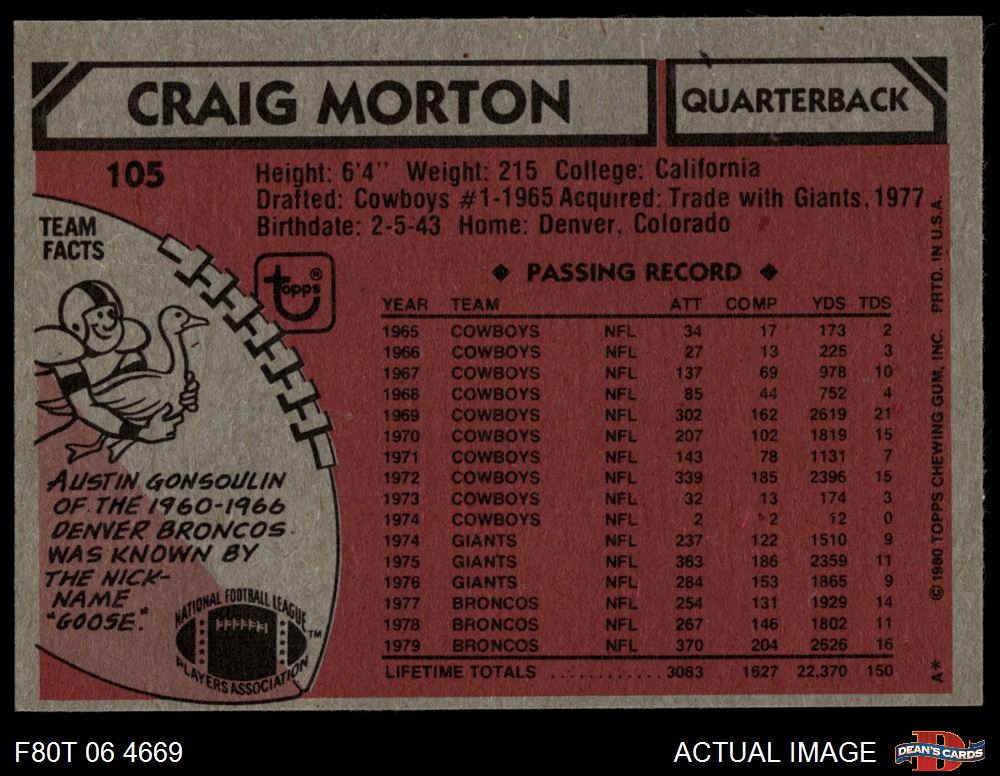 CRAIG MORTON
QUARTERBACK
105
Height: 6'4" Weight: 215 College: California
Drafted: Cowboys #1-1965 Acquired: Trade with Giants, 1977
Birthdate: 2-5-43 Home: Denver, Colorado
TEAM
FACTS
topps®
AUSTIN GONSOULIN
OF THE 1960-1966
DENVER BRONCOS
WAS KNOWN BY
THE NICK-
NAME
"GOOSE."
NATIONAL FOOTBALL LEAGUE
PLAYERS ASSOCIATION
TM
◆ PASSING RECORD ◆
YEAR TEAM ATT COMP YDS TDS
1965 COWBOYS NFL 34 17 173 2
1966 COWBOYS NFL 27 13 225 3
1967 COWBOYS NFL 137 69 978 10
1968 COWBOYS NFL 85 44 752 4
1969 COWBOYS NFL 302 162 2619 21
1970 COWBOYS NFL 207 102 1819 15
1971 COWBOYS NFL 143 78 1131 7
1972 COWBOYS NFL 339 185 2396 15
1973 COWBOYS NFL 32 13 174 3
1974 COWBOYS NFL 2 2 12 0
1974 GIANTS NFL 237 122 1510 9
1975 GIANTS NFL 363 186 2359 11
1976 GIANTS NFL 284 153 1865 9
1977 BRONCOS NFL 254 131 1929 14
1978 BRONCOS NFL 267 146 1802 11
1979 BRONCOS NFL 370 204 2626 16
LIFETIME TOTALS ............ 3083 1627 22,370 150
A* © 1980 TOPPS CHEWING GUM, INC. PRTD. IN U.S.A.
F80T 06 4669
ACTUAL IMAGE
DEAN'S CARDS